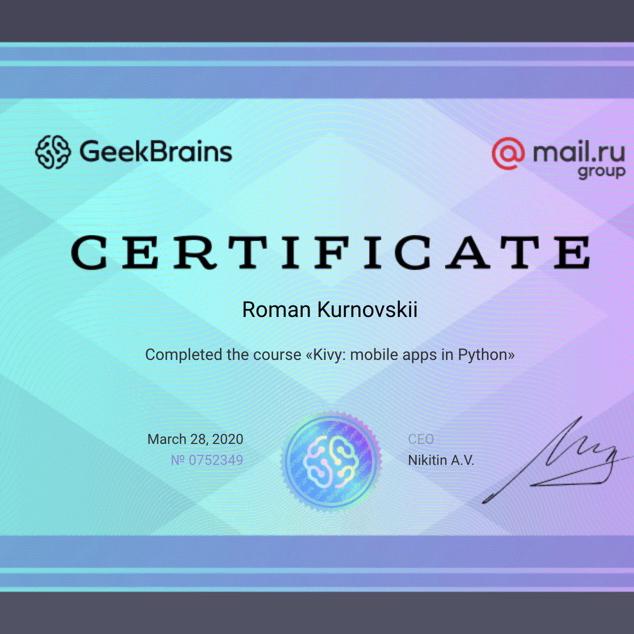 GeekBrains
@mail.ru
group
CERTIFICATE
Roman Kurnovskii
Completed the course «Kivy: mobile apps in Python»
March 28, 2020
№ 0752349
CEO
Nikitin A.V.